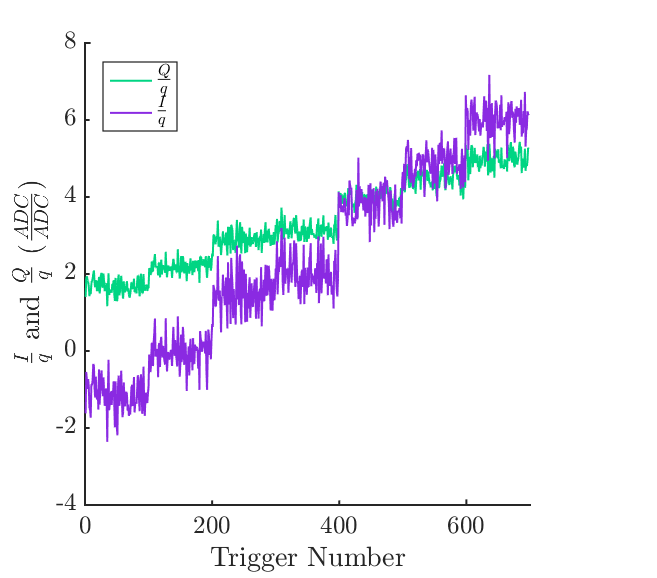 8
6
4
2
0
-2
-4
0 200 400 600
Trigger Number
I/q and Q/q (ADC/ADC)
Q/q
I/q